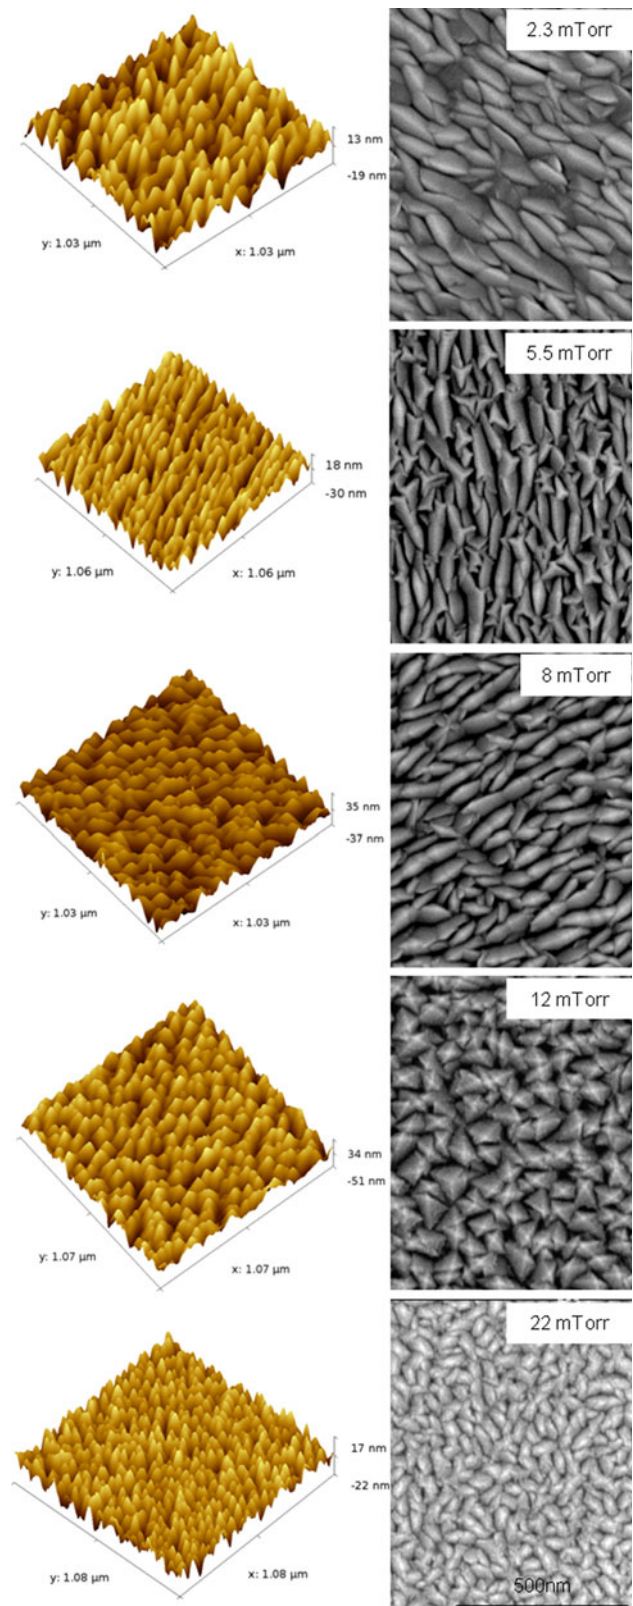 2.3 mTorr
13 nm
-19 nm
y: 1.03 µm
x: 1.03 µm
5.5 mTorr
18 nm
-30 nm
y: 1.06 µm
x: 1.06 µm
8 mTorr
35 nm
-37 nm
y: 1.03 µm
x: 1.03 µm
12 mTorr
34 nm
-51 nm
y: 1.07 µm
x: 1.07 µm
22 mTorr
17 nm
-22 nm
y: 1.08 µm
x: 1.08 µm
500nm